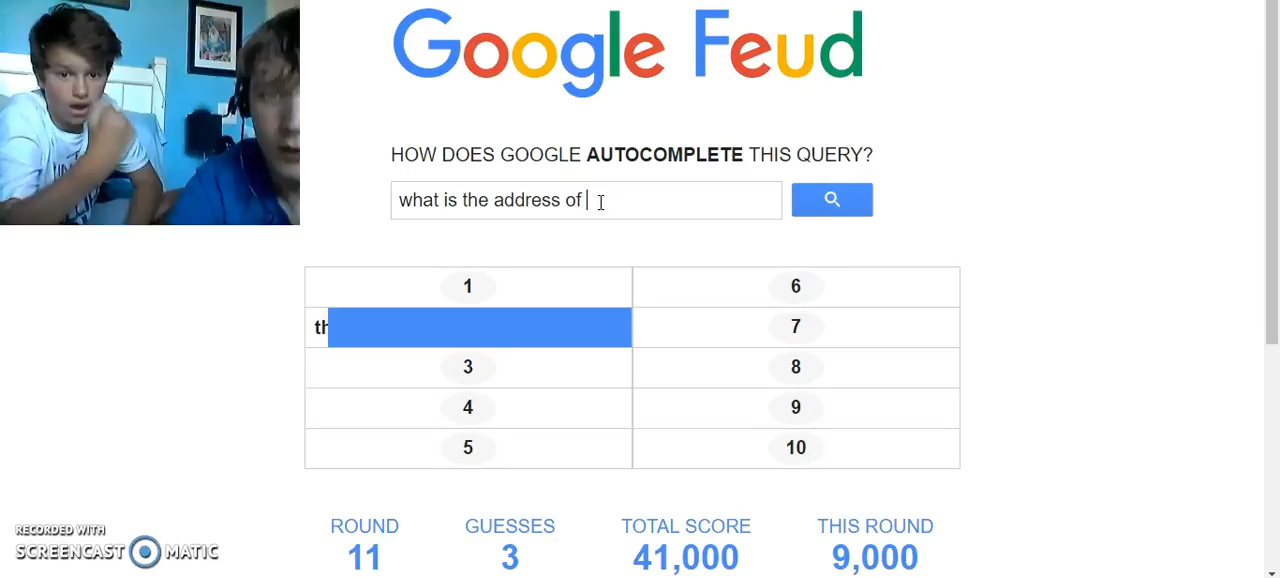 Google Feud
HOW DOES GOOGLE AUTOCOMPLETE THIS QUERY?
what is the address of
1 6
th 7
3 8
4 9
5 10
ROUND GUESSES TOTAL SCORE THIS ROUND
11 3 41,000 9,000
RECORDED WITH
SCREENCAST MATIC